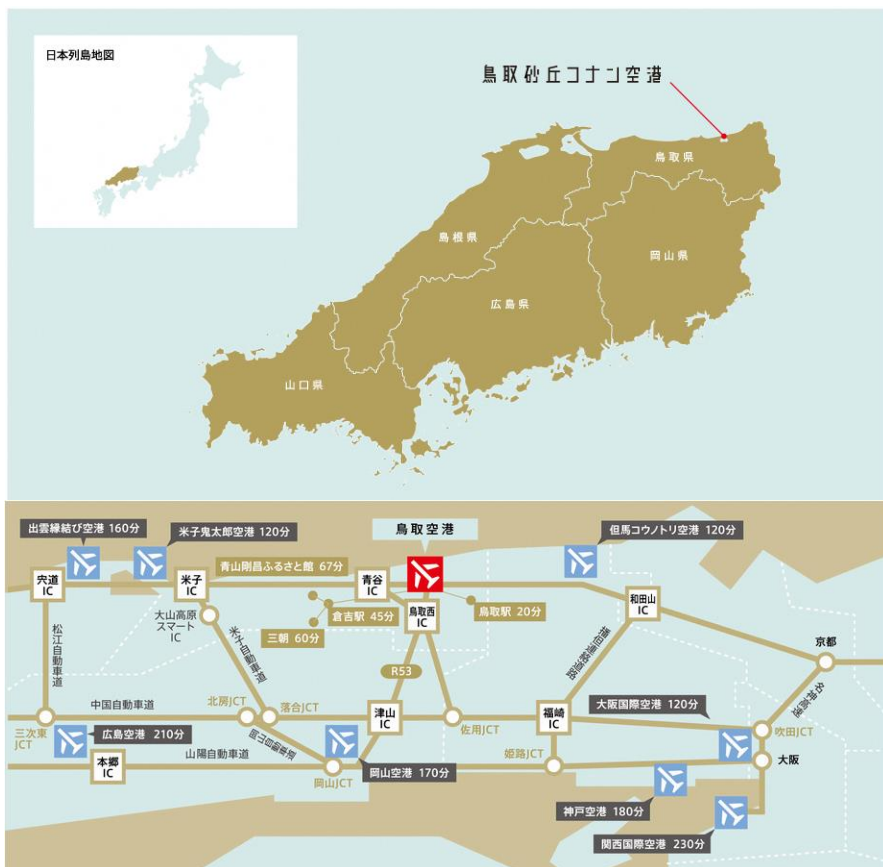 日本列島地図
鳥取砂丘コナン空港
鳥取県
島根県
岡山県
広島県
山口県
出雲縁結び空港 160分
米子鬼太郎空港 120分
鳥取空港
但馬コウノトリ空港 120分
青山剛昌ふるさと館 67分
宍道
IC
米子
IC
青谷
IC
大山高原
スマート
IC
倉吉駅 45分
鳥取西
IC
鳥取駅 20分
和田山
IC
三朝 60分
松江自動車道
米子自動車道
R53
播但連絡道路
京都
名神高速
中国自動車道
北房JCT
落合JCT
津山
IC
福崎
IC
大阪国際空港 120分
三次東
JCT
広島空港 210分
岡山自動車道
佐用JCT
吹田JCT
山陽自動車道
姫路JCT
大阪
本郷
IC
岡山JCT
岡山空港 170分
神戸空港 180分
関西国際空港 230分